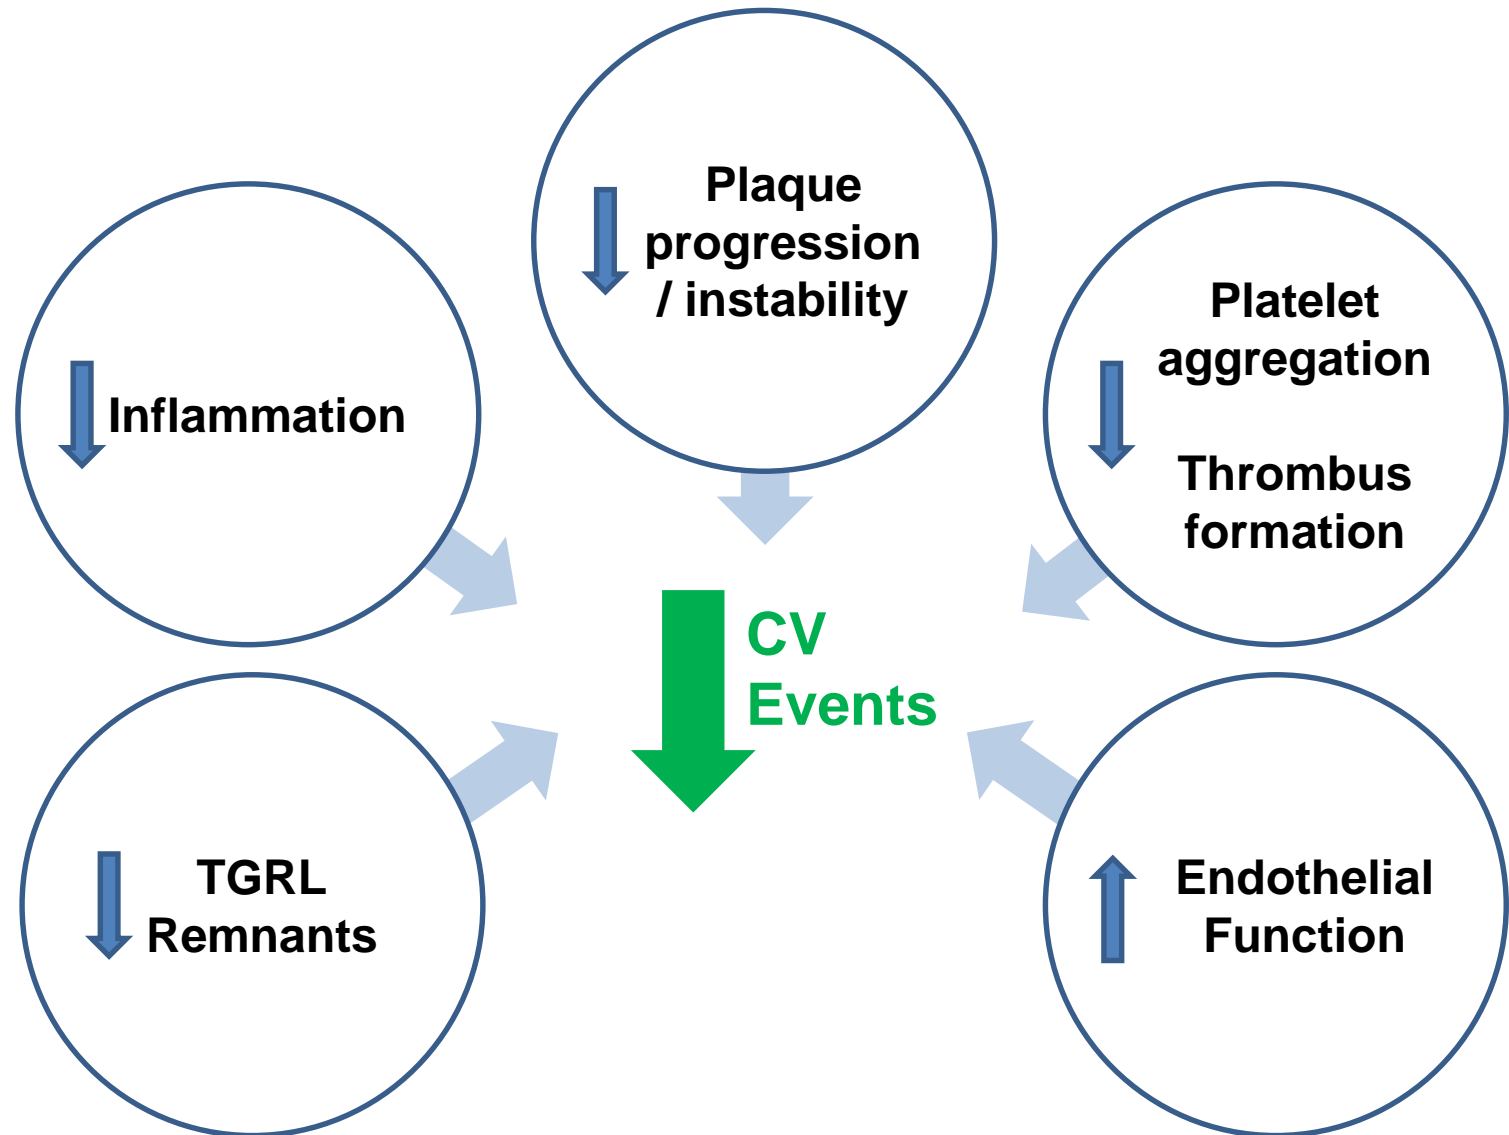 Plaque
progression
/ instability
Inflammation
Platelet
aggregation
Thrombus
formation
CV
Events
TGRL
Remnants
Endothelial
Function